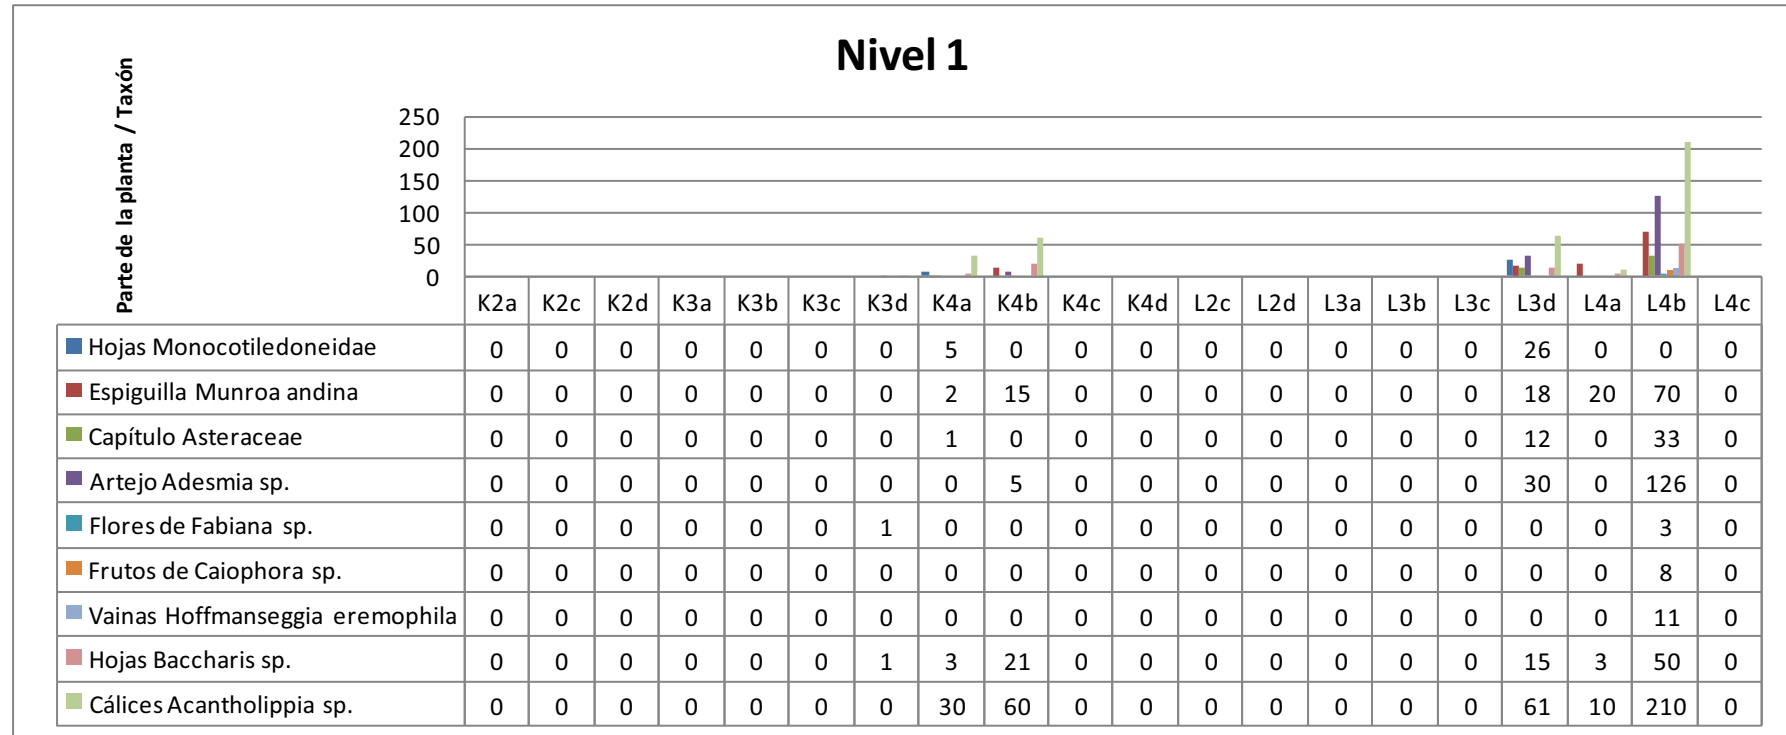 Nivel 1
Parte de la planta / Taxón
250
200
150
100
50
0
K2a K2c K2d K3a K3b K3c K3d K4a K4b K4c K4d L2c L2d L3a L3b L3c L3d L4a L4b L4c
Hojas Monocotiledoneidae 0 0 0 0 0 0 0 5 0 0 0 0 0 0 0 0 26 0 0 0
Espiguilla Munroa andina 0 0 0 0 0 0 0 2 15 0 0 0 0 0 0 0 18 20 70 0
Capítulo Asteraceae 0 0 0 0 0 0 0 1 0 0 0 0 0 0 0 0 12 0 33 0
Artejo Adesmia sp. 0 0 0 0 0 0 0 0 5 0 0 0 0 0 0 0 30 0 126 0
Flores de Fabiana sp. 0 0 0 0 0 0 1 0 0 0 0 0 0 0 0 0 0 0 3 0
Frutos de Caiophora sp. 0 0 0 0 0 0 0 0 0 0 0 0 0 0 0 0 0 0 8 0
Vainas Hoffmanseggia eremophila 0 0 0 0 0 0 0 0 0 0 0 0 0 0 0 0 0 0 11 0
Hojas Baccharis sp. 0 0 0 0 0 0 1 3 21 0 0 0 0 0 0 0 15 3 50 0
Cálices Acantholippia sp. 0 0 0 0 0 0 0 30 60 0 0 0 0 0 0 0 61 10 210 0